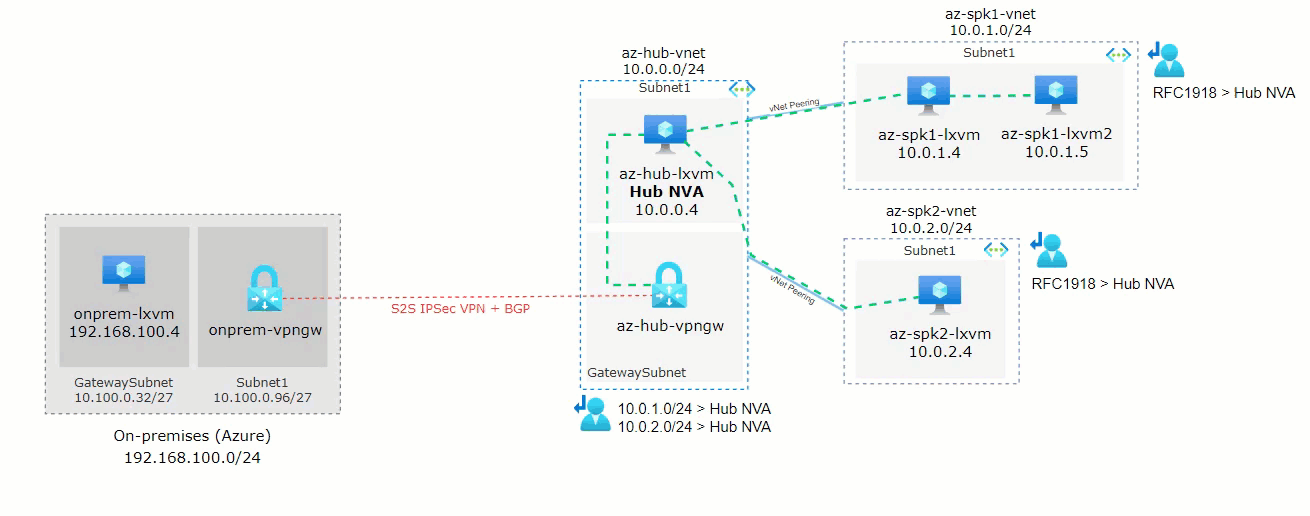 az-spk1-vnet
10.0.1.0/24
Subnet1
az-spk1-lxvm
10.0.1.4
az-spk1-lxvm2
10.0.1.5
RFC1918 > Hub NVA
az-hub-vnet
10.0.0.0/24
Subnet1
vNet Peering
az-hub-lxvm
Hub NVA
10.0.0.4
az-spk2-vnet
10.0.2.0/24
Subnet1
az-spk2-lxvm
10.0.2.4
RFC1918 > Hub NVA
vNet Peering
az-hub-vpngw
GatewaySubnet
10.0.1.0/24 > Hub NVA
10.0.2.0/24 > Hub NVA
S2S IPSec VPN + BGP
onprem-lxvm
192.168.100.4
onprem-vpngw
GatewaySubnet
10.100.0.32/27
Subnet1
10.100.0.96/27
On-premises (Azure)
192.168.100.0/24